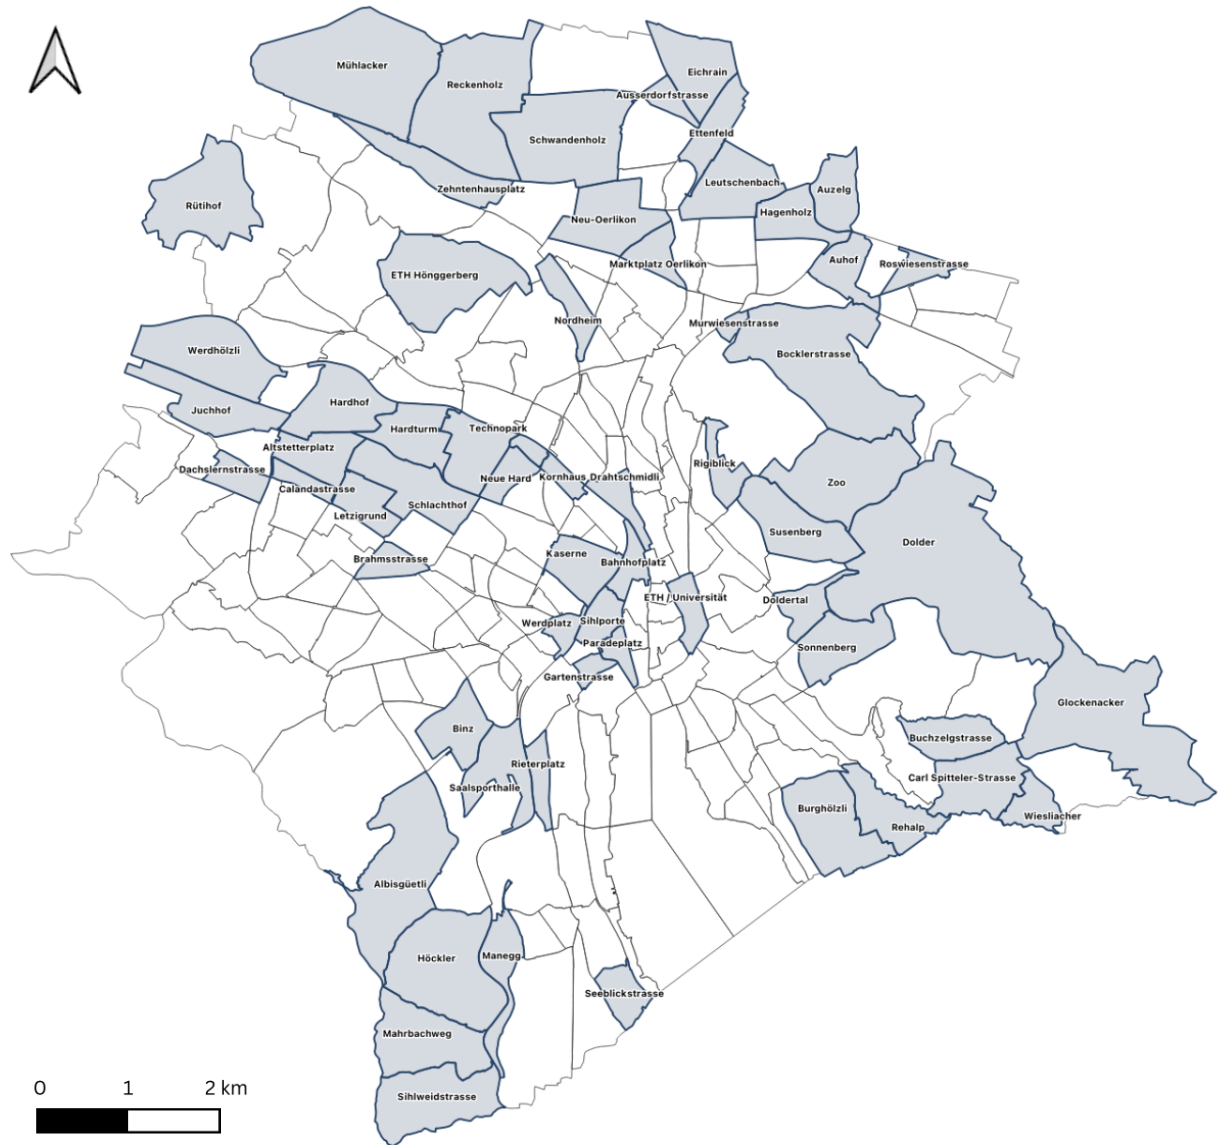 Mühlacker
Eichrain
Reckenholz
Ausserdorfstrasse
Ettenfeld
Schwandenholz
Leutschenbach
Zehntenhausplatz
Auzelg
Rütihof
Hagenholz
Neu-Oerlikon
Auhof
Marktplatz Oerlikon
Roswiesenstrasse
ETH Hönggerberg
Nordheim
Murwiesenstrasse
Werdhölzli
Bocklerstrasse
Hardhof
Juchhof
Hardturm
Technopark
Altstetterplatz
Rigiblick
Dachslernstrasse
Neue Hard
Kornhaus
Drahtschmidli
Zoo
Calandastrasse
Schlachthof
Letzigrund
Susenberg
Dolder
Kaserne
Brahmsstrasse
Bahnhofplatz
ETH / Universität
Doldertal
Werdplatz
Sihlporte
Paradeplatz
Sonnenberg
Gartenstrasse
Glockenacker
Binz
Buchzelgstrasse
Rieterplatz
Carl Spitteler-Strasse
Saalsporthalle
Burghölzli
Wiesliacher
Rehalp
Albisgüetli
Manegg
Höckler
Seeblickstrasse
Mahrbachweg
Sihlweidstrasse
0 1 2 km